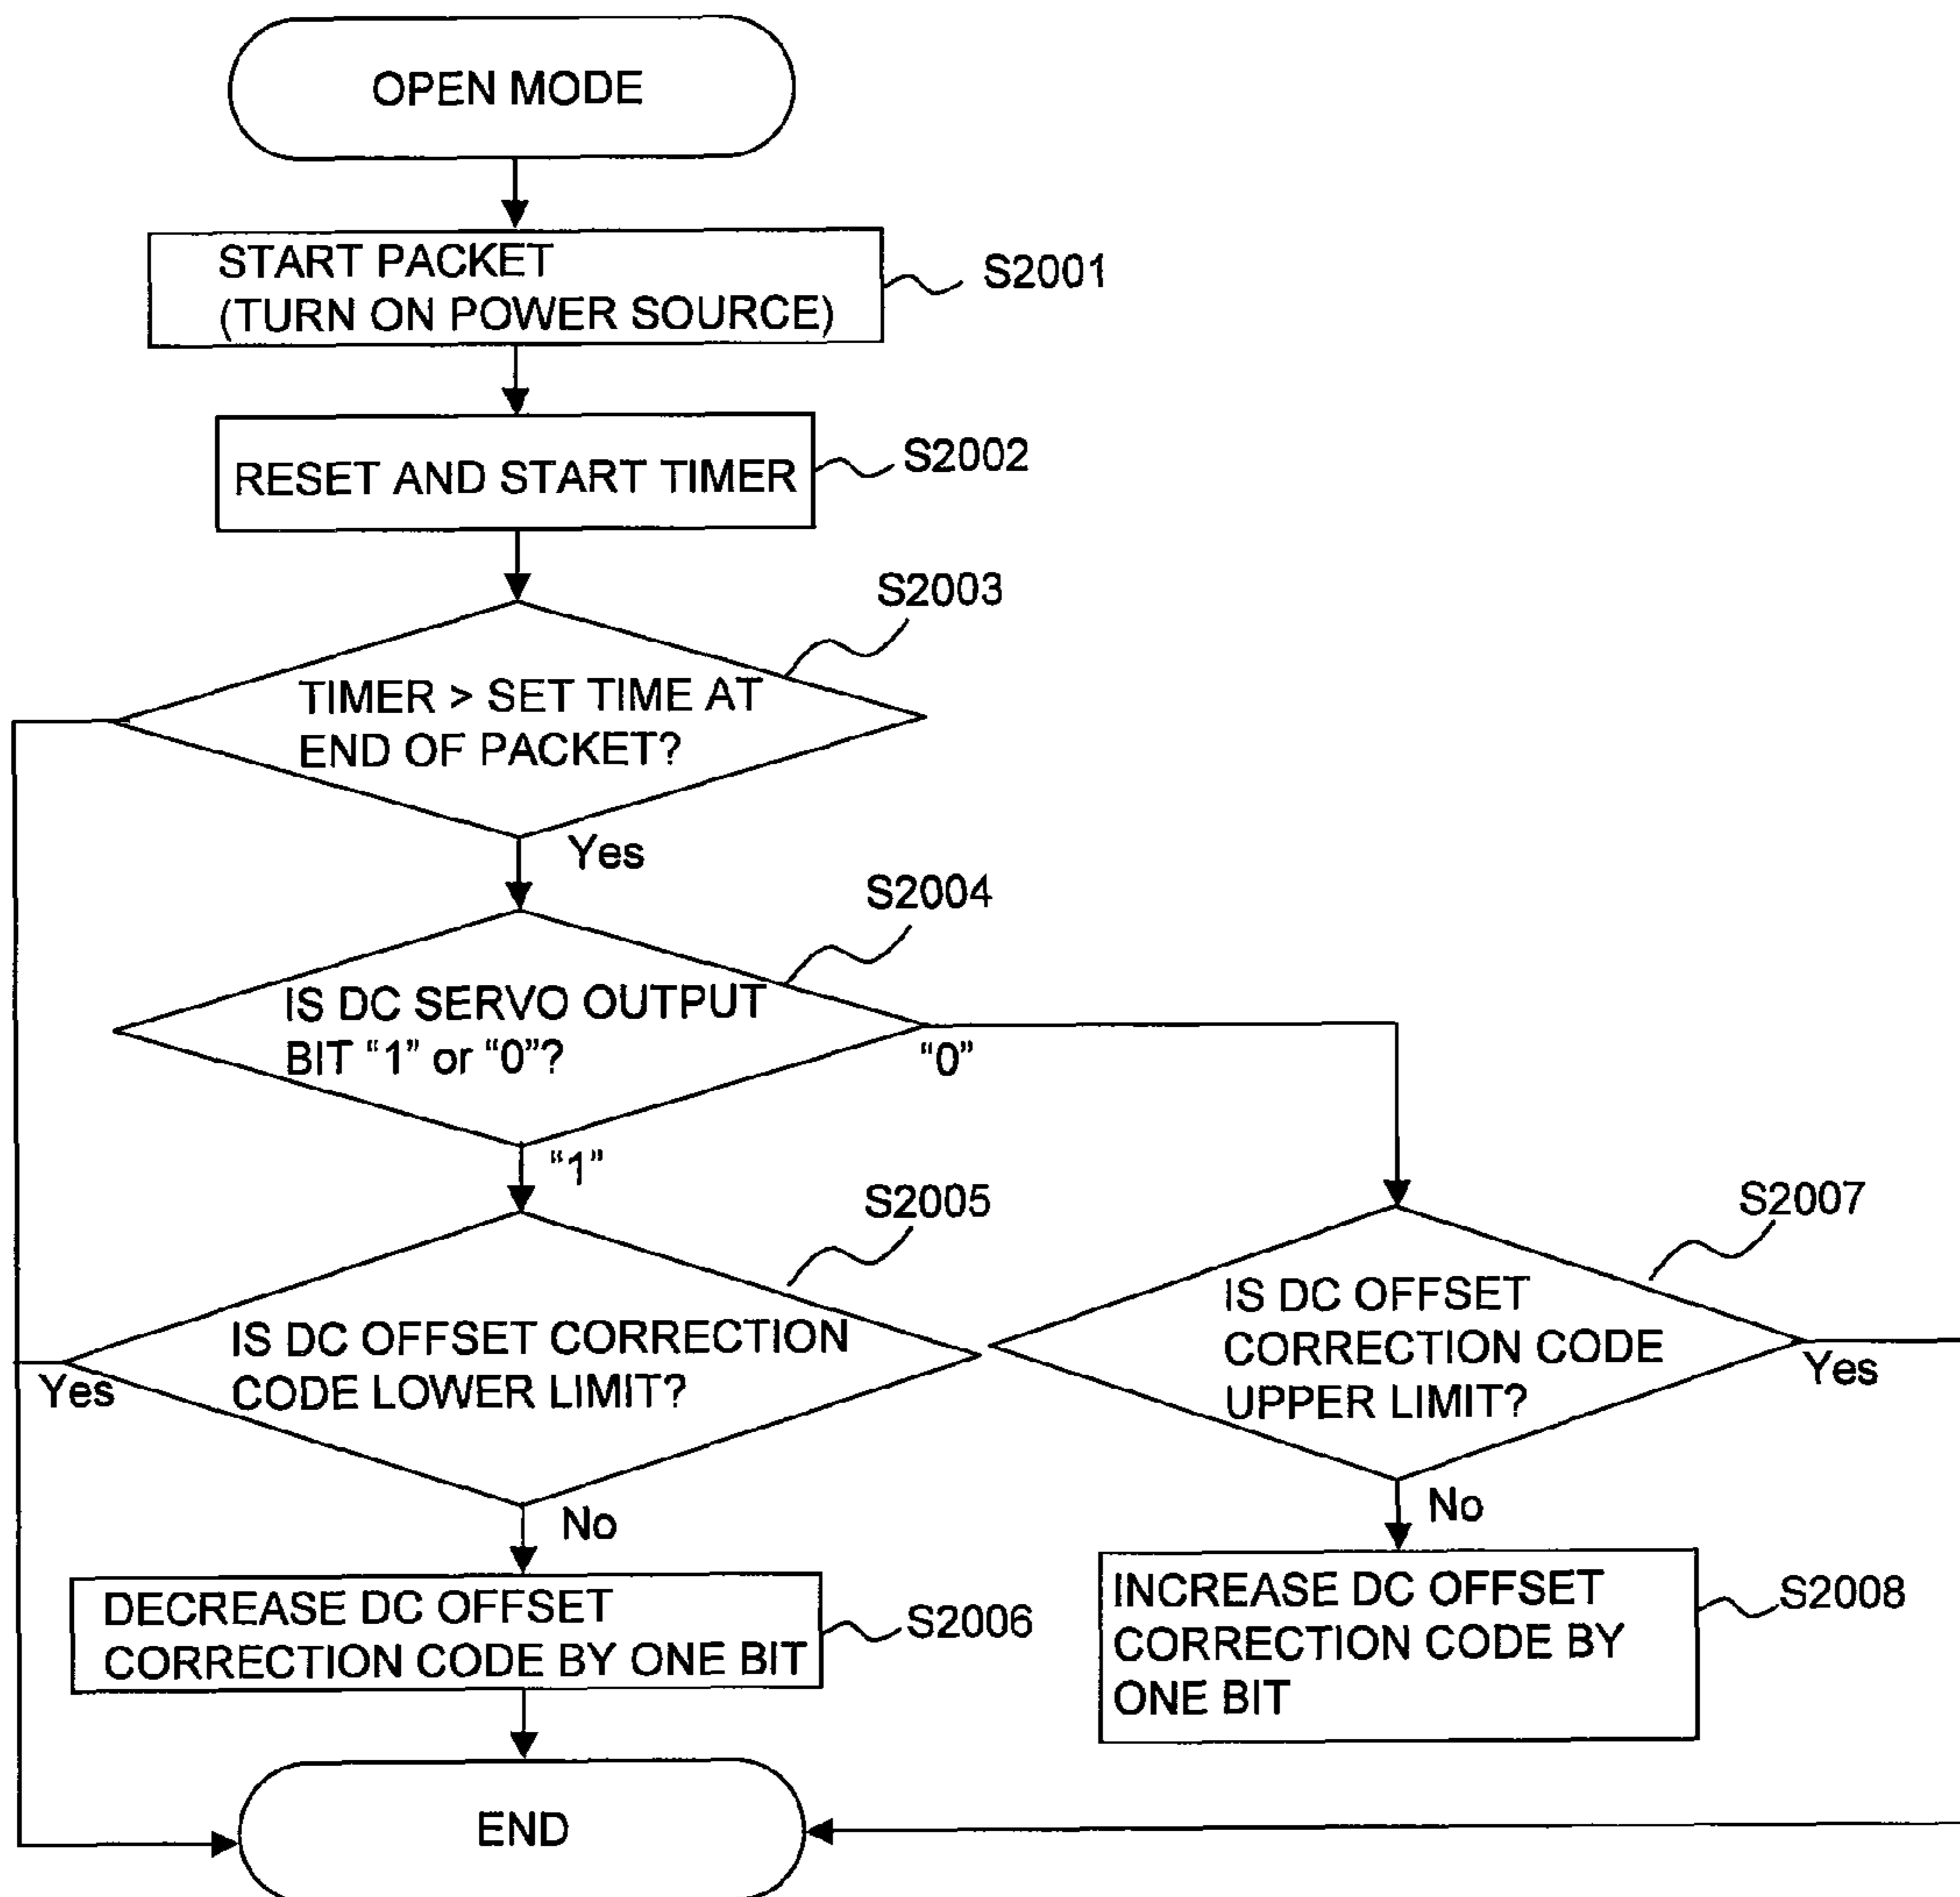 OPEN MODE
START PACKET
(TURN ON POWER SOURCE)
S2001
RESET AND START TIMER
S2002
S2003
TIMER > SET TIME AT
END OF PACKET?
Yes
S2004
IS DC SERVO OUTPUT
BIT “1” or “0”?
“0”
“1”
S2005
S2007
IS DC OFFSET CORRECTION
CODE LOWER LIMIT?
Yes
IS DC OFFSET
CORRECTION CODE
UPPER LIMIT?
Yes
No
No
DECREASE DC OFFSET
CORRECTION CODE BY ONE BIT
S2006
INCREASE DC OFFSET
CORRECTION CODE BY
ONE BIT
S2008
END